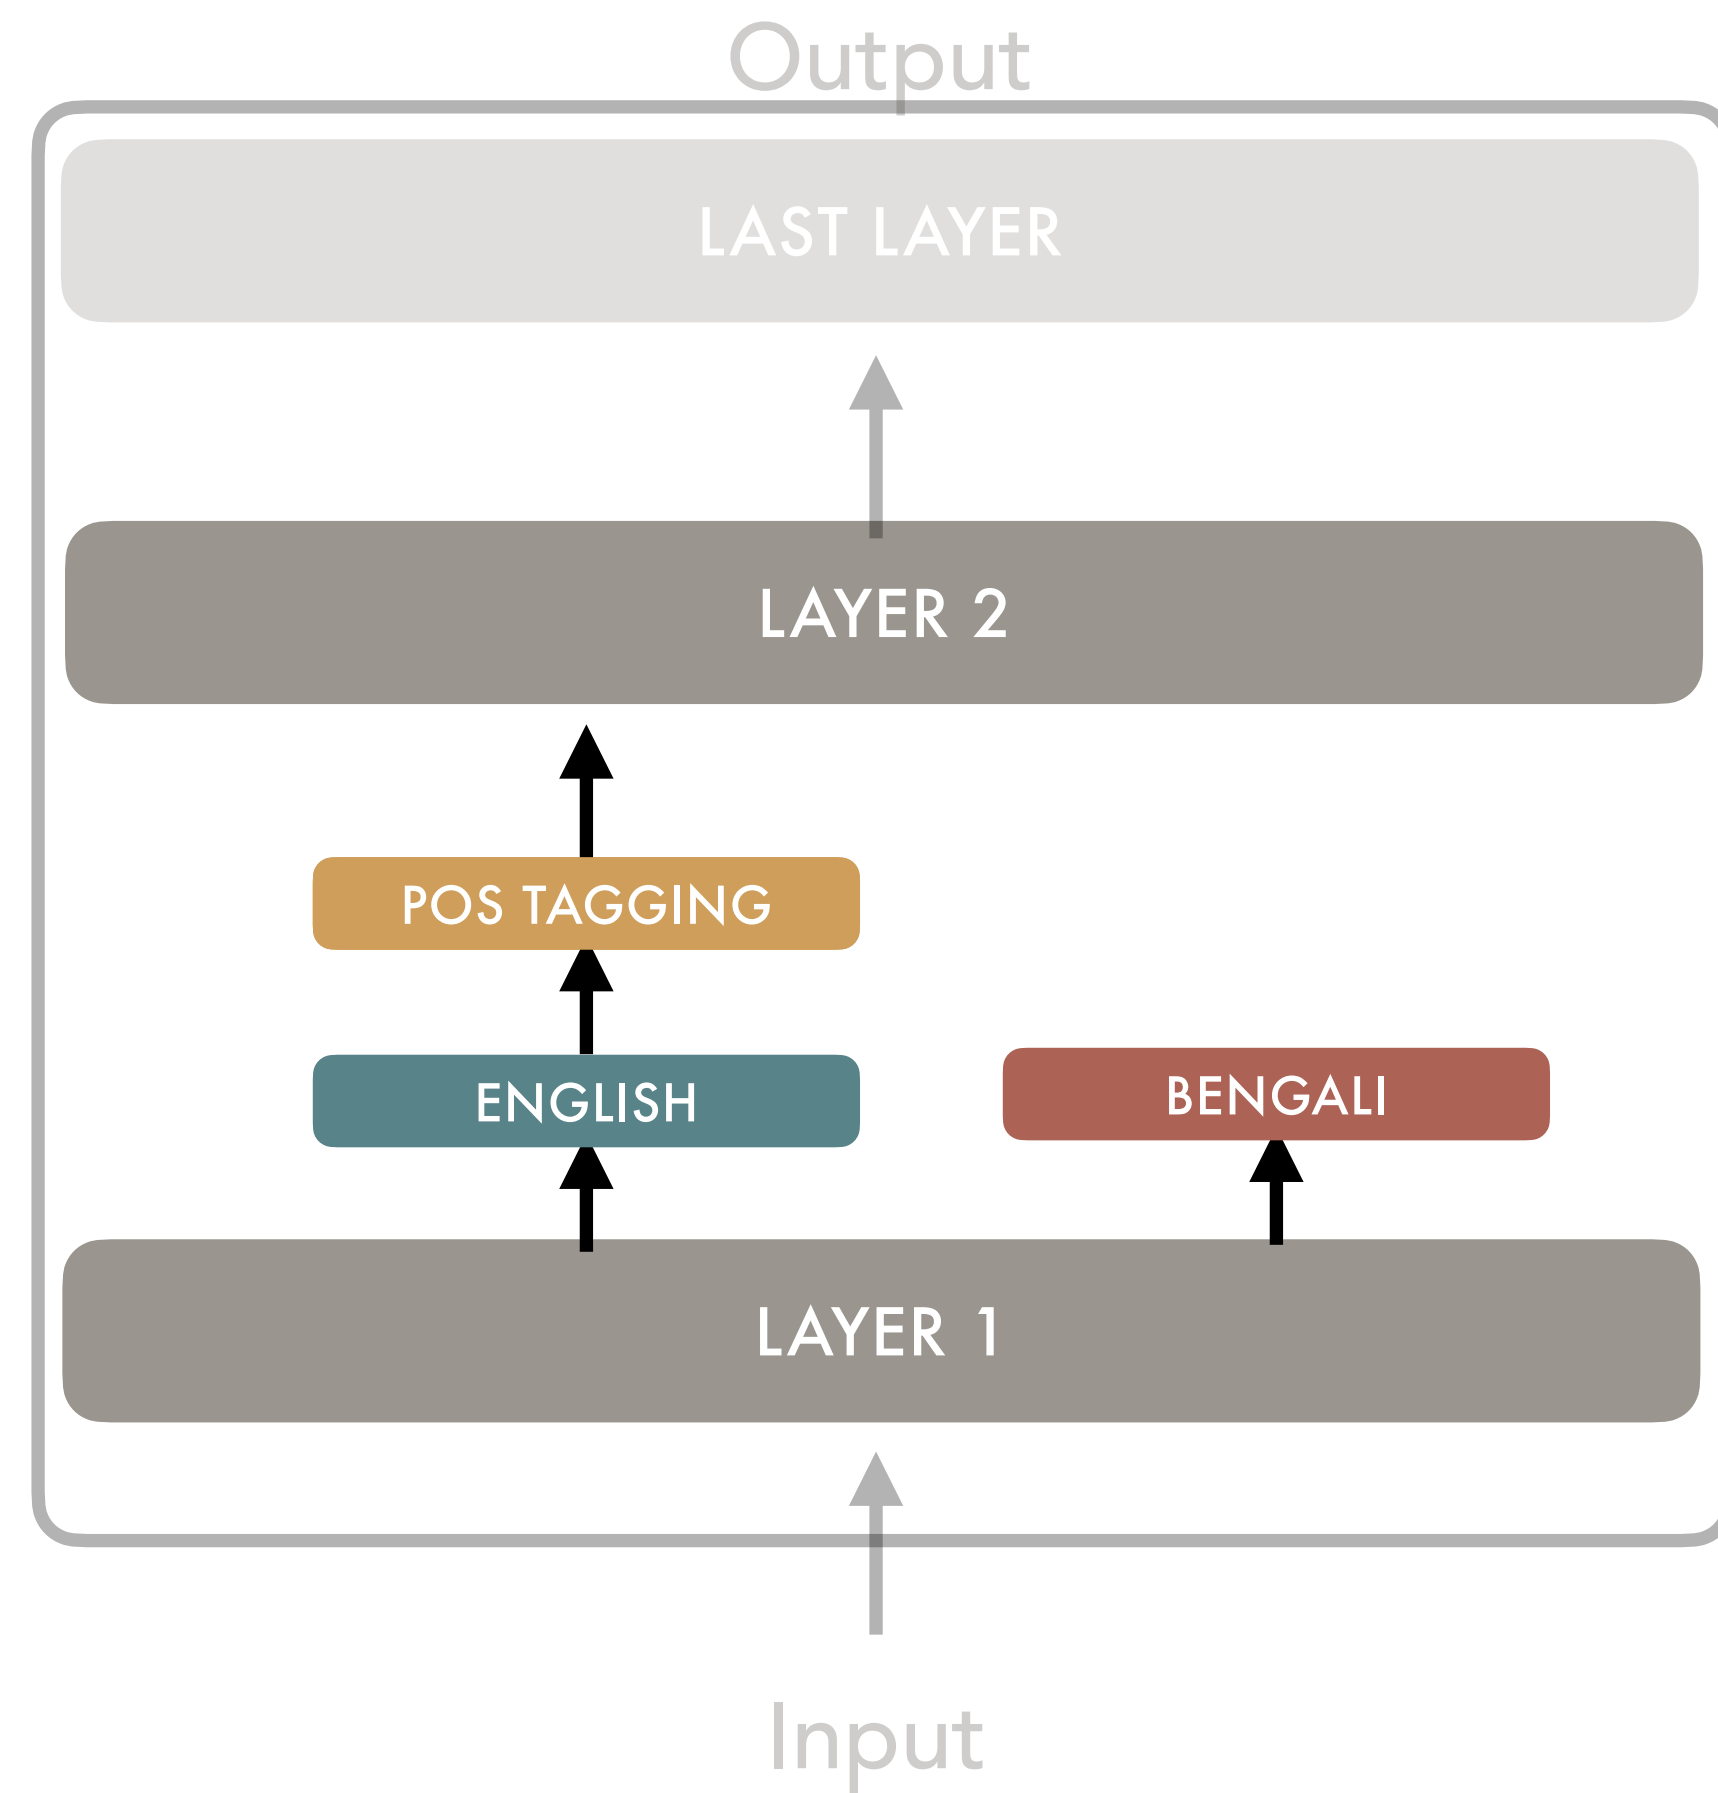 Output
LAST LAYER
LAYER 2
POS TAGGING
ENGLISH
BENGALI
LAYER 1
Input